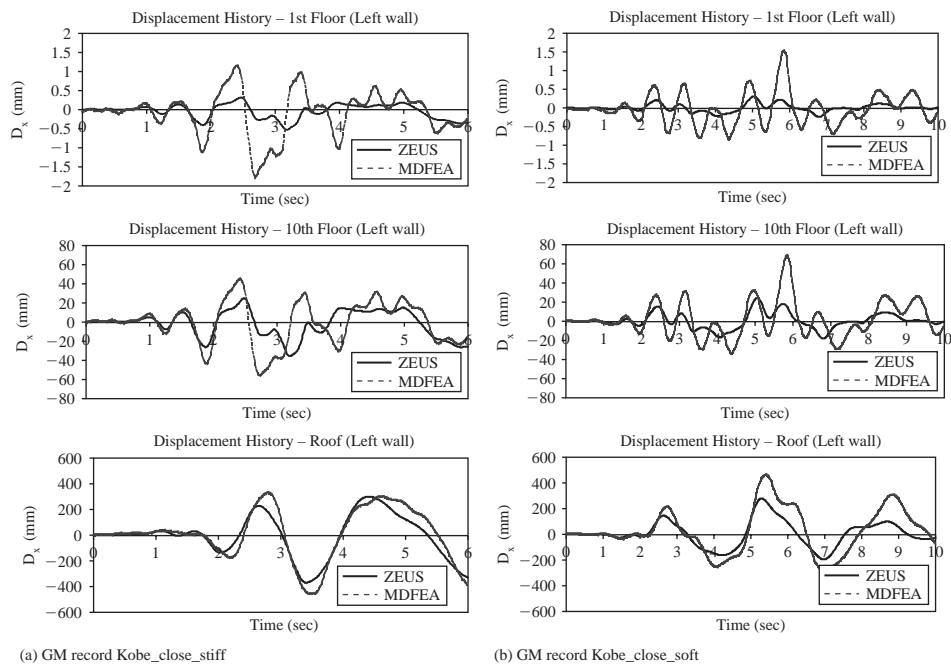 Displacement History – 1st Floor (Left wall)
2
1.5
1
0.5
0
−0.5
−1
−1.5
−2
D_x (mm)
0 1 2 3 4 5 6
ZEUS
MDFEA
Time (sec)
Displacement History – 1st Floor (Left wall)
2
1.5
1
0.5
0
−0.5
−1
−1.5
−2
D_x (mm)
0 1 2 3 4 5 6 7 8 9 10
ZEUS
MDFEA
Time (sec)
Displacement History – 10th Floor (Left wall)
80
60
40
20
0
−20
−40
−60
−80
D_x (mm)
0 1 2 3 4 5 6
ZEUS
MDFEA
Time (sec)
Displacement History – 10th Floor (Left wall)
80
60
40
20
0
−20
−40
−60
−80
D_x (mm)
0 1 2 3 4 5 6 7 8 9 10
ZEUS
MDFEA
Time (sec)
Displacement History – Roof (Left wall)
600
400
200
0
−200
−400
−600
D_x (mm)
0 1 2 3 4 5 6
ZEUS
MDFEA
Time (sec)
Displacement History – Roof (Left wall)
600
400
200
0
−200
−400
−600
D_x (mm)
0 1 2 3 4 5 6 7 8 9 10
ZEUS
MDFEA
Time (sec)
(a) GM record Kobe_close_stiff
(b) GM record Kobe_close_soft